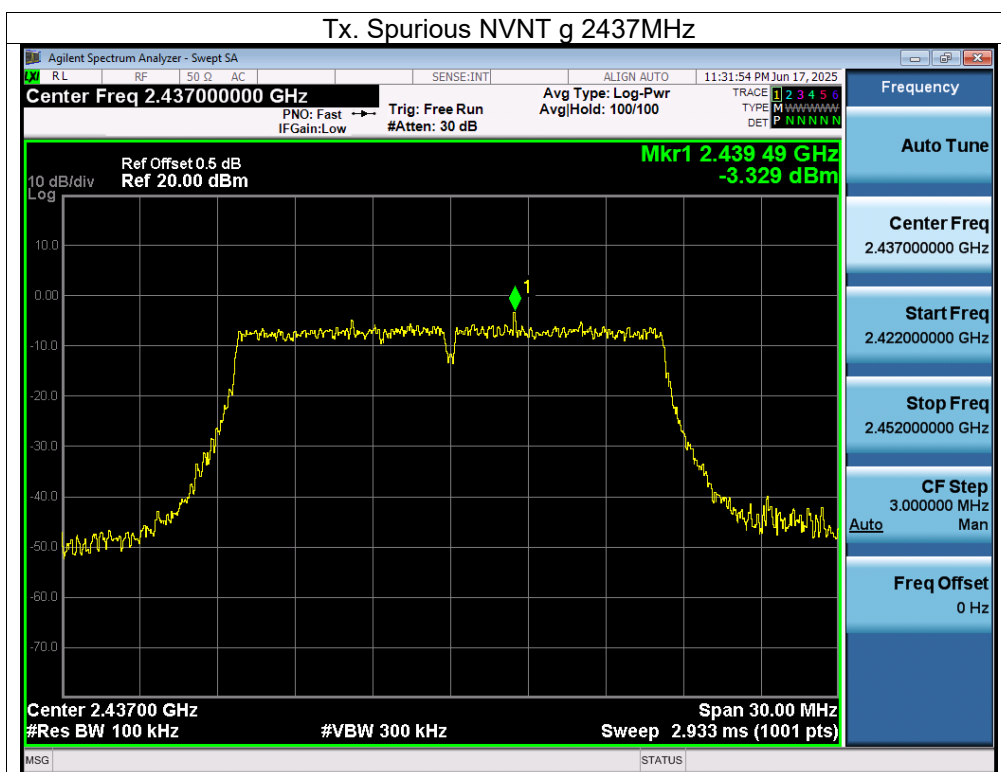 Tx. Spurious NVNT g 2437MHz
Agilent Spectrum Analyzer - Swept SA
LXI RL RF 50 Ω AC SENSE:INT ALIGN AUTO 11:31:54 PM Jun 17, 2025
Center Freq 2.437000000 GHz
PNO: Fast
IFGain:Low
Trig: Free Run
#Atten: 30 dB
Avg Type: Log-Pwr
Avg|Hold: 100/100
TRACE 1 2 3 4 5 6
TYPE M WWWWW
DET P N N N N N
Ref Offset 0.5 dB
10 dB/div Ref 20.00 dBm
Log
Mkr1 2.439 49 GHz
-3.329 dBm
10.0
0.00
-10.0
-20.0
-30.0
-40.0
-50.0
-60.0
-70.0
1
Center 2.43700 GHz Span 30.00 MHz
#Res BW 100 kHz #VBW 300 kHz Sweep 2.933 ms (1001 pts)
MSG STATUS
Frequency
Auto Tune
Center Freq
2.437000000 GHz
Start Freq
2.422000000 GHz
Stop Freq
2.452000000 GHz
CF Step
3.000000 MHz
Auto Man
Freq Offset
0 Hz